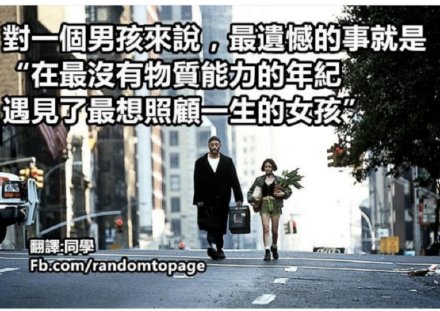 對一個男孩來說，最遺憾的事就是
“在最沒有物質能力的年紀
遇見了最想照顧一生的女孩”
翻譯:同學
Fb.com/randomtopage